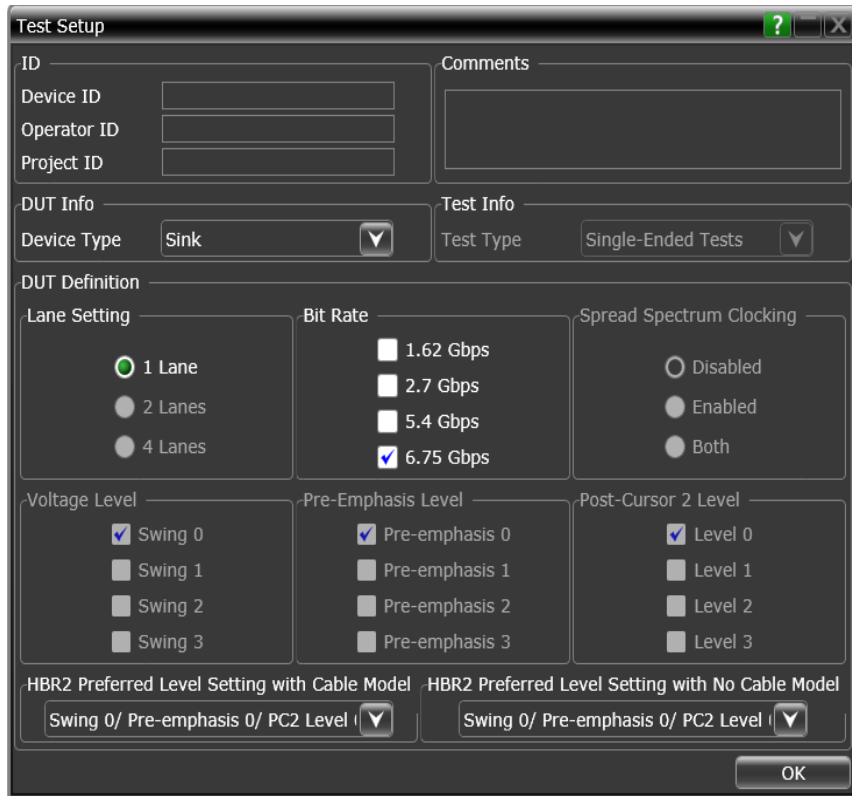 Test Setup
?
X
ID
Device ID
Operator ID
Project ID
Comments
DUT Info
Device Type Sink
Test Info
Test Type Single-Ended Tests
DUT Definition
Lane Setting
1 Lane
2 Lanes
4 Lanes
Bit Rate
1.62 Gbps
2.7 Gbps
5.4 Gbps
6.75 Gbps
Spread Spectrum Clocking
Disabled
Enabled
Both
Voltage Level
Swing 0
Swing 1
Swing 2
Swing 3
Pre-Emphasis Level
Pre-emphasis 0
Pre-emphasis 1
Pre-emphasis 2
Pre-emphasis 3
Post-Cursor 2 Level
Level 0
Level 1
Level 2
Level 3
HBR2 Preferred Level Setting with Cable Model
Swing 0/ Pre-emphasis 0/ PC2 Level
HBR2 Preferred Level Setting with No Cable Model
Swing 0/ Pre-emphasis 0/ PC2 Level
OK